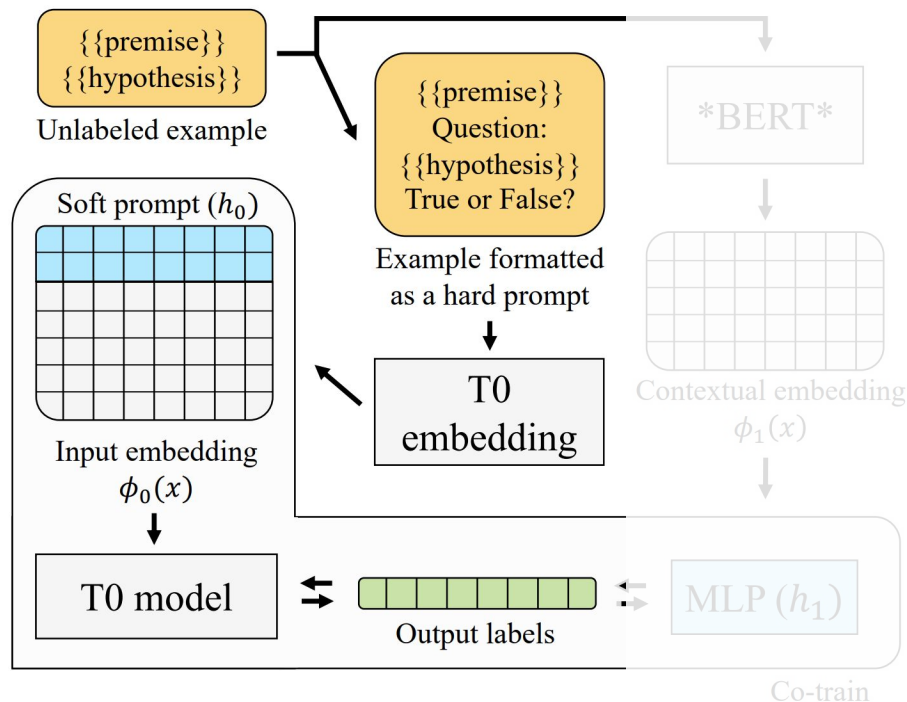 {{premise}}
{{hypothesis}}
Unlabeled example
{{premise}}
Question:
{{hypothesis}}
True or False?
Example formatted
as a hard prompt
*BERT*
Soft prompt (h₀)
T0
embedding
Contextual embedding
ϕ₁(x)
Input embedding
ϕ₀(x)
T0 model
Output labels
MLP (h₁)
Co-train